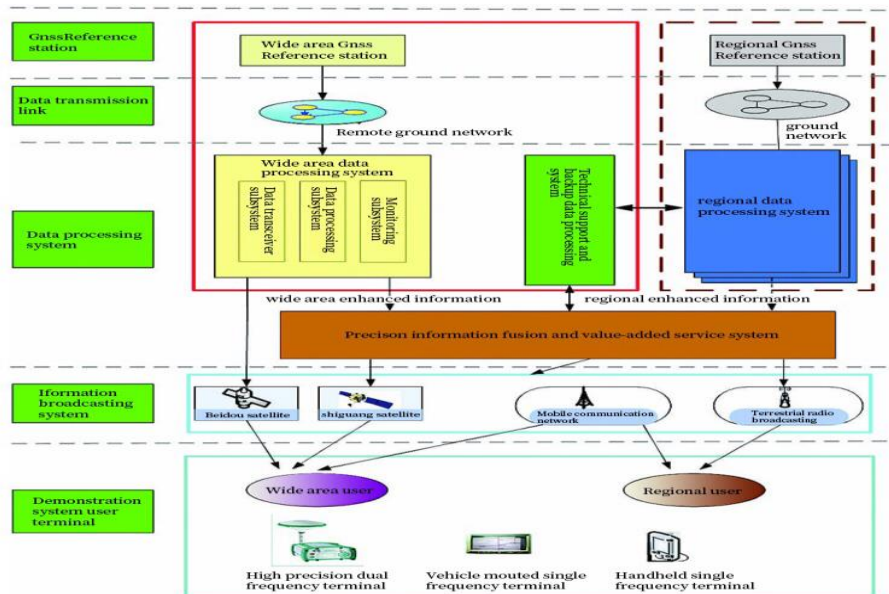 GnssReference
station
Wide area Gnss
Reference station
Regional Gnss
Reference station
Data transmission
link
Remote ground network
ground
network
Data processing
system
Wide area data
processing system
Data transceiver
subsystem
Data processing
subsystem
Monitoring
subsystem
Technical support and
backup data processing
system
regional data
processing system
wide area enhanced information
regional enhanced information
Precison information fusion and value-added service system
Iformation
broadcasting
system
Beidou satellite
shiguang satellite
Mobile communication
network
Terrestrial radio
broadcasting
Demonstration
system user
terminal
Wide area user
Regional user
High precision dual
frequency terminal
Vehicle mouted single
frequency terminal
Handheld single
frequency terminal